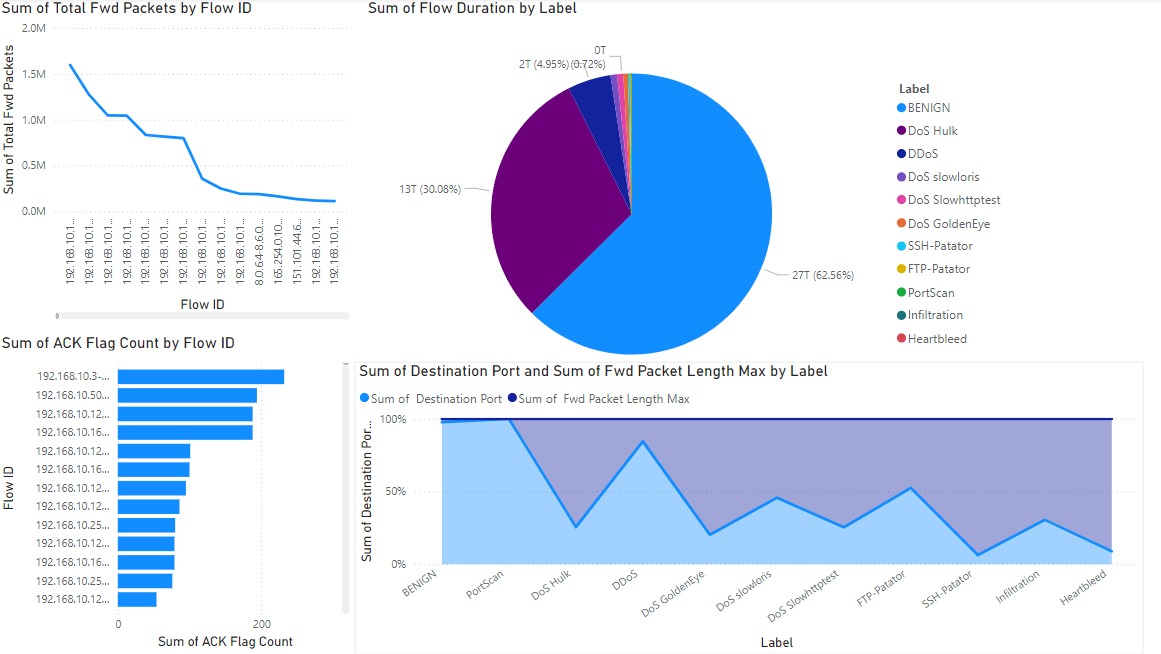 Sum of Total Fwd Packets by Flow ID
Sum of Total Fwd Packets
2.0M
1.5M
1.0M
0.5M
0.0M
192.168.10.1...
192.168.10.1...
192.168.10.1...
192.168.10.1...
192.168.10.1...
192.168.10.1...
192.168.10.1...
192.168.10.1...
192.168.10.1...
192.168.10.1...
8.0.6.4-8.6.0...
165.254.0.10...
151.101.44.6...
192.168.10.1...
192.168.10.1...
Flow ID
Sum of Flow Duration by Label
0T
2T (4.95%)
(0.72%)
13T (30.08%)
27T (62.56%)
Label
BENIGN
DoS Hulk
DDoS
DoS slowloris
DoS Slowhttptest
DoS GoldenEye
SSH-Patator
FTP-Patator
PortScan
Infiltration
Heartbleed
Sum of ACK Flag Count by Flow ID
Flow ID
192.168.10.3-...
192.168.10.50...
192.168.10.12...
192.168.10.16...
192.168.10.12...
192.168.10.16...
192.168.10.12...
192.168.10.12...
192.168.10.25...
192.168.10.12...
192.168.10.16...
192.168.10.25...
192.168.10.12...
0
200
Sum of ACK Flag Count
Sum of Destination Port and Sum of Fwd Packet Length Max by Label
Sum of Destination Port
Sum of Fwd Packet Length Max
Sum of Destination Por...
100%
50%
0%
BENIGN
PortScan
DoS Hulk
DDoS
DoS GoldenEye
DoS slowloris
DoS Slowhttptest
FTP-Patator
SSH-Patator
Infiltration
Heartbleed
Label